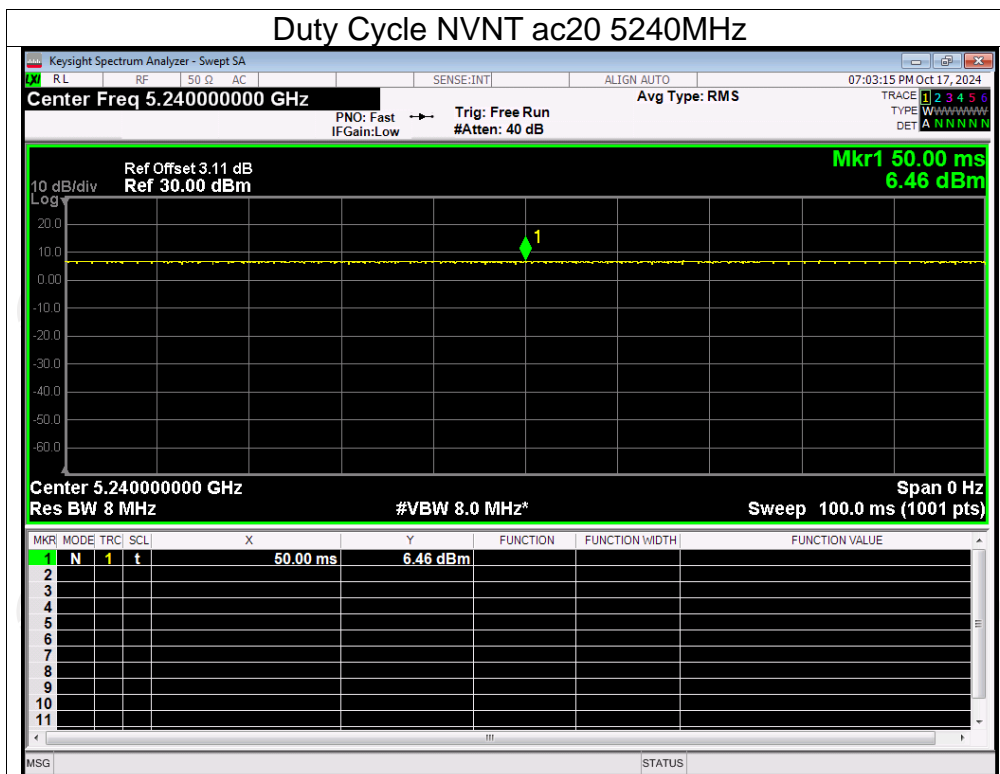 Duty Cycle NVNT ac20 5240MHz
Keysight Spectrum Analyzer - Swept SA
LXI RL RF 50 Ω AC SENSE:INT ALIGN AUTO 07:03:15 PM Oct 17, 2024
Center Freq 5.240000000 GHz Avg Type: RMS TRACE 1 2 3 4 5 6
PNO: Fast Trig: Free Run TYPE WWWWWW
IFGain:Low #Atten: 40 dB DET A N N N N N
Mkr1 50.00 ms
Ref Offset 3.11 dB
10 dB/div Ref 30.00 dBm 6.46 dBm
Log
20.0
1
10.0
0.00
-10.0
-20.0
-30.0
-40.0
-50.0
-60.0
Center 5.240000000 GHz Span 0 Hz
Res BW 8 MHz #VBW 8.0 MHz* Sweep 100.0 ms (1001 pts)
MKR MODE TRC SCL X Y FUNCTION FUNCTION WIDTH FUNCTION VALUE
1 N 1 t 50.00 ms 6.46 dBm
2
3
4
5
6
7
8
9
10
11
MSG STATUS